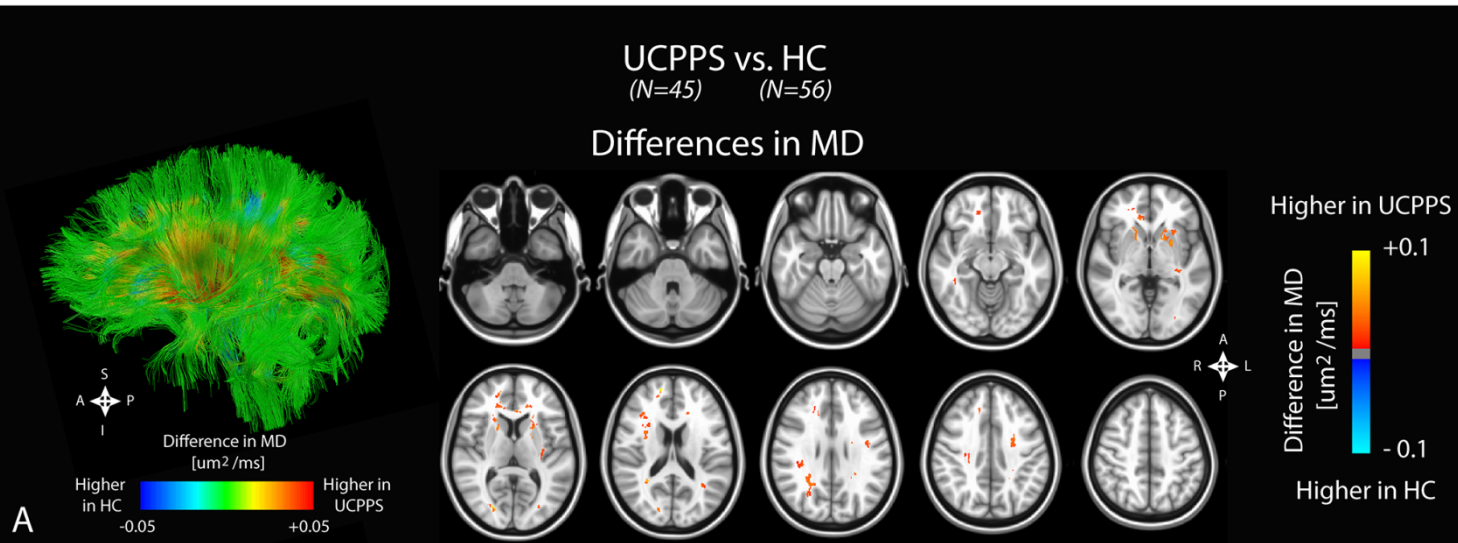 UCPPS vs. HC
(N=45) (N=56)
Differences in MD
S
A P
I
Difference in MD
[um2 /ms]
Higher
in HC
Higher in
UCPPS
-0.05 +0.05
A
A
R L
P
Higher in UCPPS
+0.1
Difference in MD
[um2 /ms]
- 0.1
Higher in HC